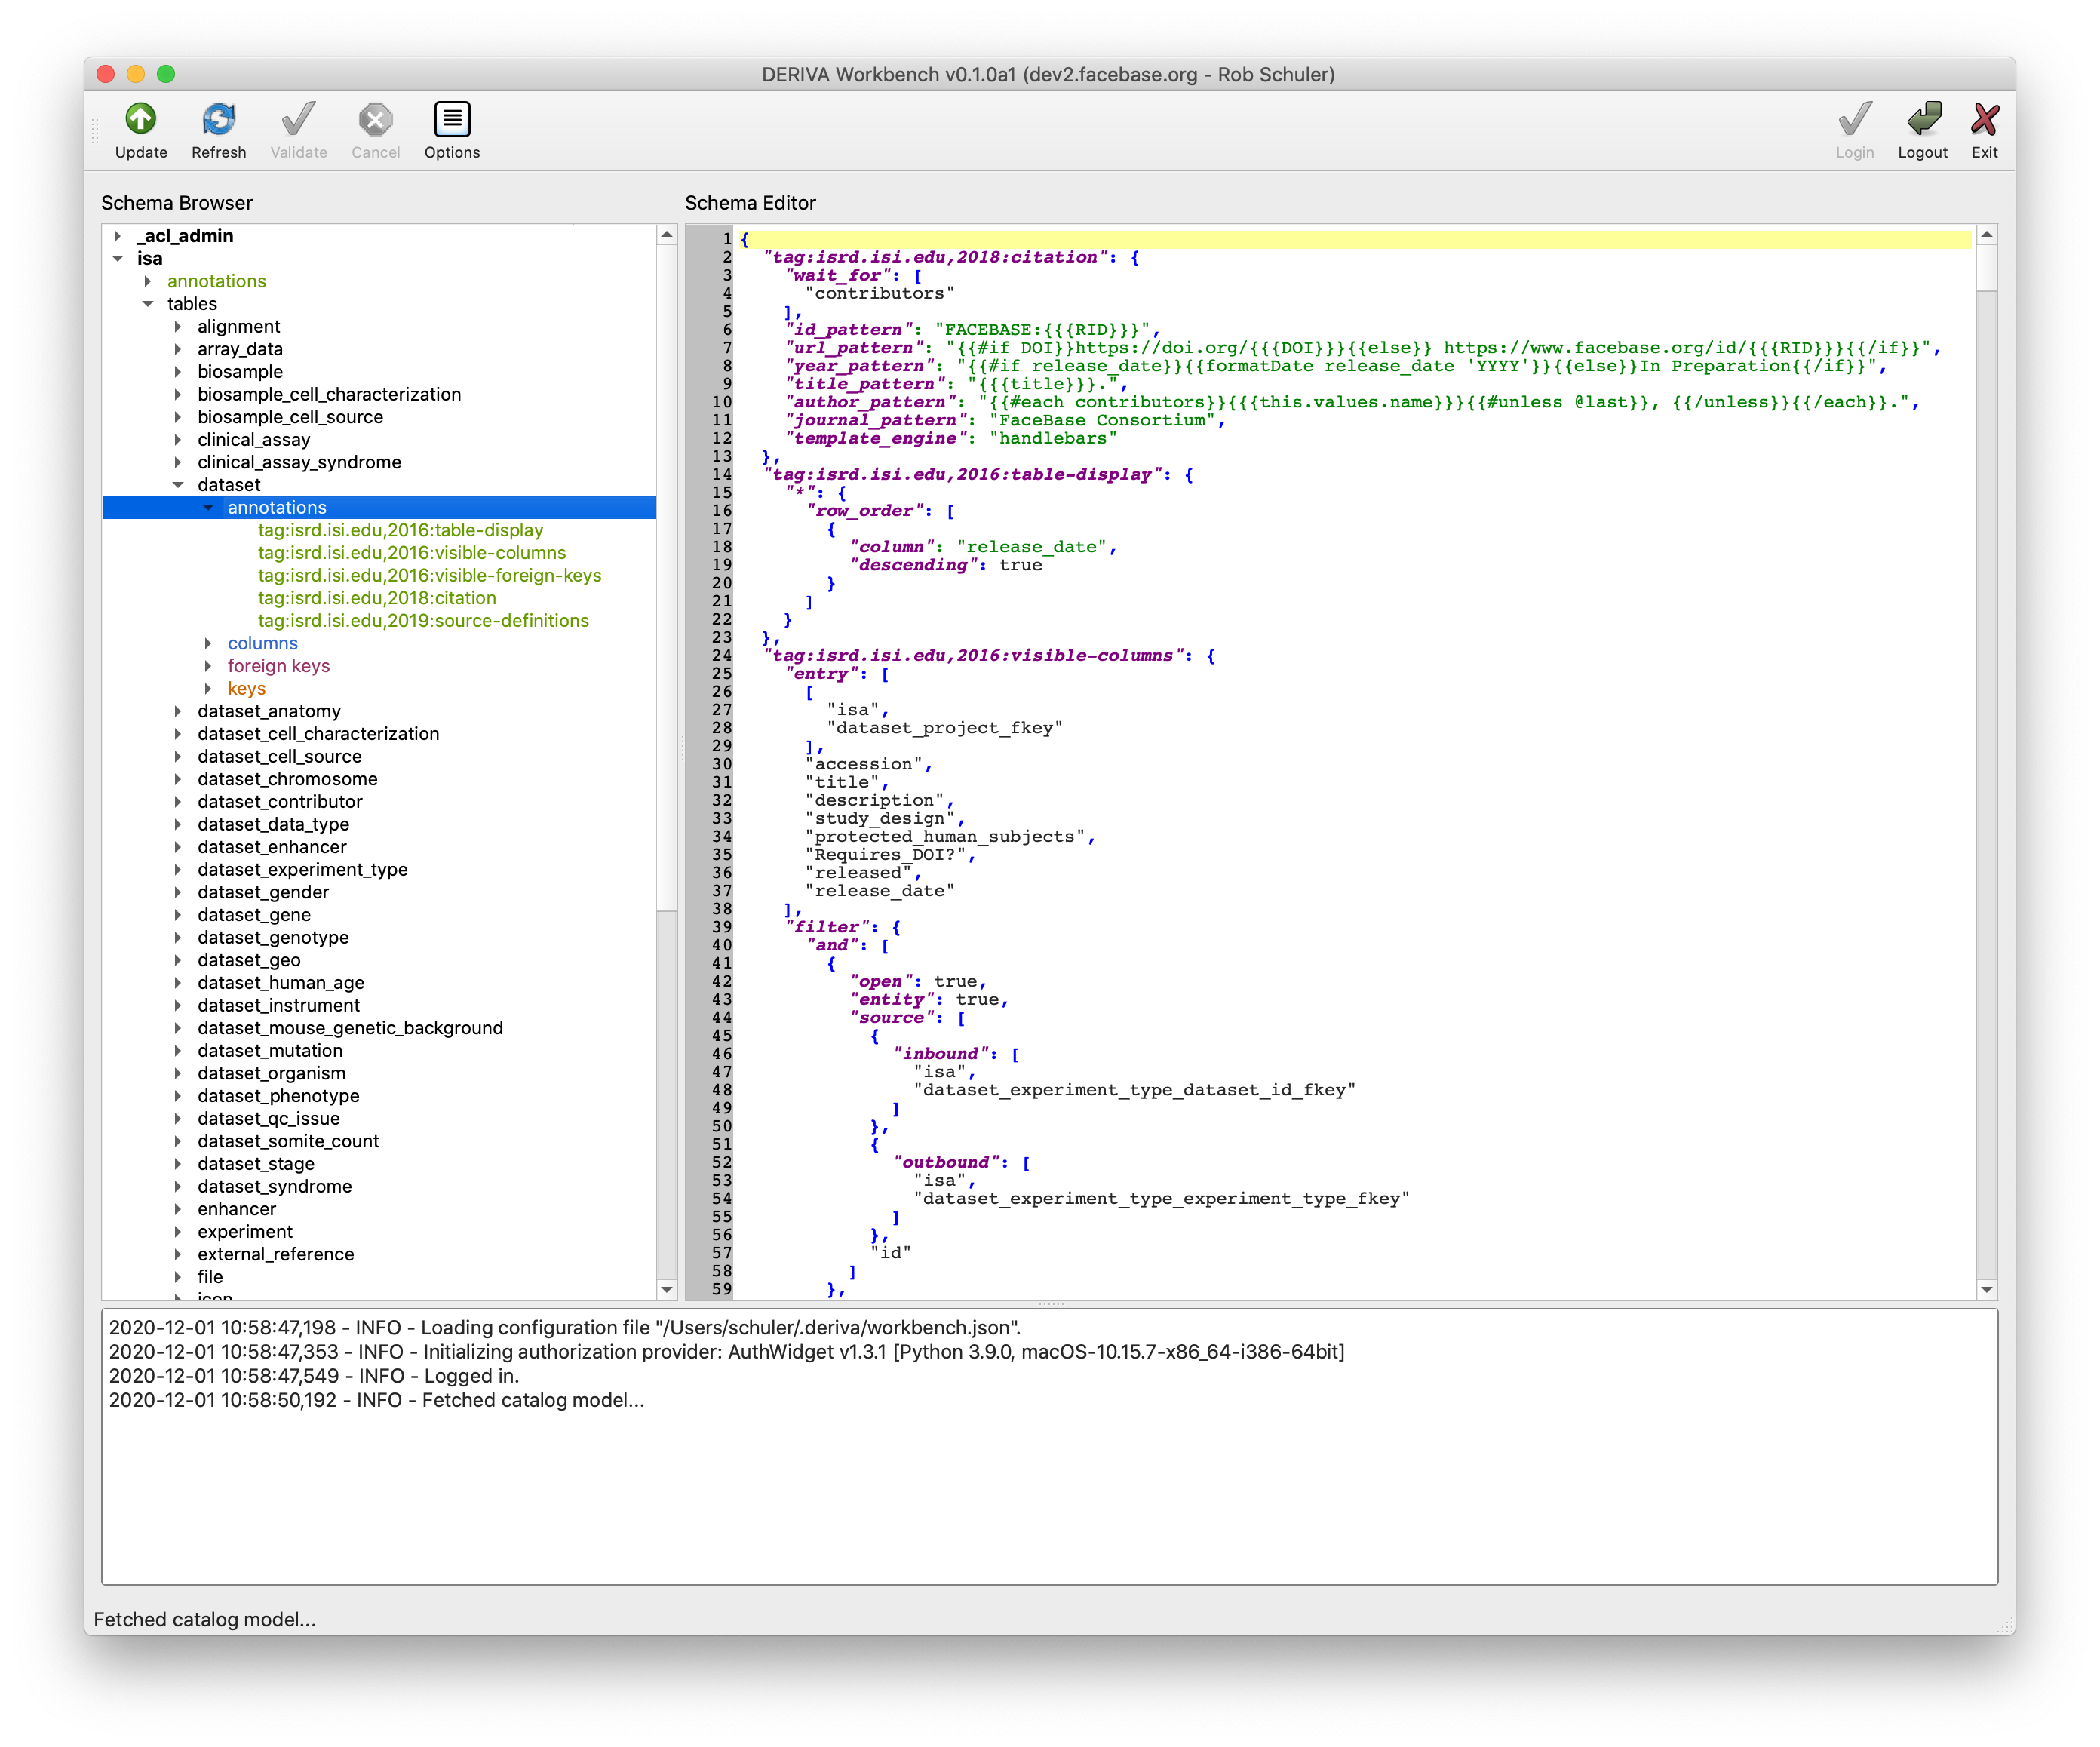 DERIVA Workbench v0.1.0a1 (dev2.facebase.org - Rob Schuler)
Update Refresh Validate Cancel Options Login Logout Exit
Schema Browser
_acl_admin
isa
annotations
tables
alignment
array_data
biosample
biosample_cell_characterization
biosample_cell_source
clinical_assay
clinical_assay_syndrome
dataset
annotations
tag:isrd.isi.edu,2016:table-display
tag:isrd.isi.edu,2016:visible-columns
tag:isrd.isi.edu,2016:visible-foreign-keys
tag:isrd.isi.edu,2018:citation
tag:isrd.isi.edu,2019:source-definitions
columns
foreign keys
keys
dataset_anatomy
dataset_cell_characterization
dataset_cell_source
dataset_chromosome
dataset_contributor
dataset_data_type
dataset_enhancer
dataset_experiment_type
dataset_gender
dataset_gene
dataset_genotype
dataset_geo
dataset_human_age
dataset_instrument
dataset_mouse_genetic_background
dataset_mutation
dataset_organism
dataset_phenotype
dataset_qc_issue
dataset_somite_count
dataset_stage
dataset_syndrome
enhancer
experiment
external_reference
file
icon
Schema Editor
1 {
2 "tag:isrd.isi.edu,2018:citation": {
3 "wait_for": [
4 "contributors"
5 ],
6 "id_pattern": "FACEBASE:{{{RID}}}",
7 "url_pattern": "{{#if DOI}}https://doi.org/{{{DOI}}}{{else}} https://www.facebase.org/id/{{{RID}}}{{/if}}",
8 "year_pattern": "{{#if release_date}}{{formatDate release_date 'YYYY'}}{{else}}In Preparation{{/if}}",
9 "title_pattern": "{{{title}}}.",
10 "author_pattern": "{{#each contributors}}{{{this.values.name}}}{{#unless @last}}, {{/unless}}{{/each}}.",
11 "journal_pattern": "FaceBase Consortium",
12 "template_engine": "handlebars"
13 },
14 "tag:isrd.isi.edu,2016:table-display": {
15 "*": {
16 "row_order": [
17 {
18 "column": "release_date",
19 "descending": true
20 }
21 ]
22 }
23 },
24 "tag:isrd.isi.edu,2016:visible-columns": {
25 "entry": [
26 [
27 "isa",
28 "dataset_project_fkey"
29 ],
30 "accession",
31 "title",
32 "description",
33 "study_design",
34 "protected_human_subjects",
35 "Requires_DOI?",
36 "released",
37 "release_date"
38 ],
39 "filter": {
40 "and": [
41 {
42 "open": true,
43 "entity": true,
44 "source": [
45 {
46 "inbound": [
47 "isa",
48 "dataset_experiment_type_dataset_id_fkey"
49 ]
50 },
51 {
52 "outbound": [
53 "isa",
54 "dataset_experiment_type_experiment_type_fkey"
55 ]
56 },
57 "id"
58 ]
59 },
2020-12-01 10:58:47,198 - INFO - Loading configuration file "/Users/schuler/.deriva/workbench.json".
2020-12-01 10:58:47,353 - INFO - Initializing authorization provider: AuthWidget v1.3.1 [Python 3.9.0, macOS-10.15.7-x86_64-i386-64bit]
2020-12-01 10:58:47,549 - INFO - Logged in.
2020-12-01 10:58:50,192 - INFO - Fetched catalog model...
Fetched catalog model...